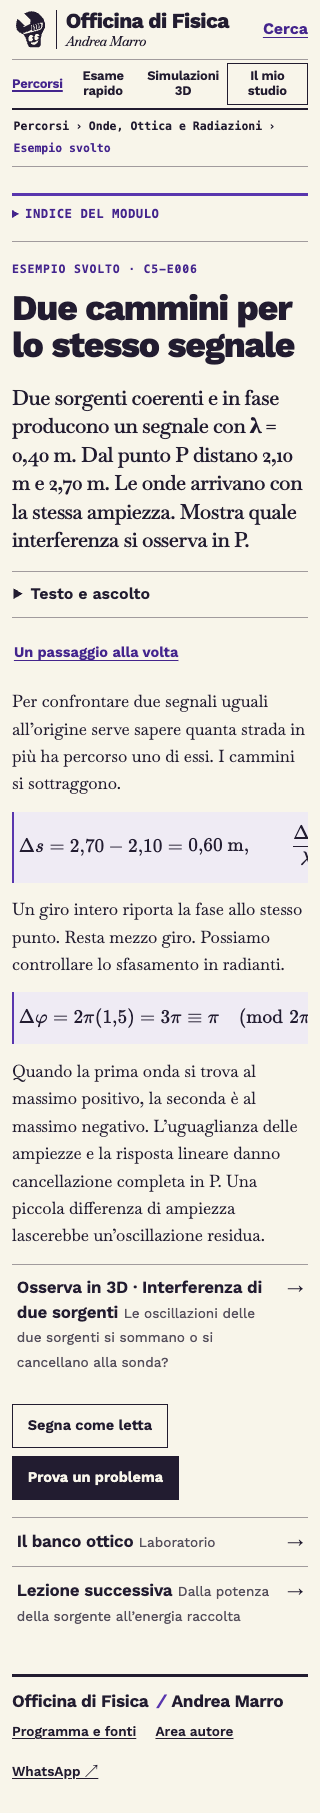 Officina di Fisica
Andrea Marro
Cerca
Percorsi
Esame
rapido
Simulazioni
3D
Il mio
studio
Percorsi › Onde, Ottica e Radiazioni ›
Esempio svolto
▶ INDICE DEL MODULO
ESEMPIO SVOLTO · C5–E006
Due cammini per
lo stesso segnale
Due sorgenti coerenti e in fase
producono un segnale con λ =
0,40 m. Dal punto P distano 2,10
m e 2,70 m. Le onde arrivano con
la stessa ampiezza. Mostra quale
interferenza si osserva in P.
▶ Testo e ascolto
Un passaggio alla volta
Per confrontare due segnali uguali
all’origine serve sapere quanta strada in
più ha percorso uno di essi. I cammini
si sottraggono.
Δs = 2,70 − 2,10 = 0,60 m,
Un giro intero riporta la fase allo stesso
punto. Resta mezzo giro. Possiamo
controllare lo sfasamento in radianti.
Δφ = 2π(1,5) = 3π ≡ π (mod 2π
Quando la prima onda si trova al
massimo positivo, la seconda è al
massimo negativo. L’uguaglianza delle
ampiezze e la risposta lineare danno
cancellazione completa in P. Una
piccola differenza di ampiezza
lascerebbe un’oscillazione residua.
Osserva in 3D · Interferenza di →
due sorgenti Le oscillazioni delle
due sorgenti si sommano o si
cancellano alla sonda?
Segna come letta
Prova un problema
Il banco ottico Laboratorio →
Lezione successiva Dalla potenza →
della sorgente all’energia raccolta
Officina di Fisica / Andrea Marro
Programma e fonti Area autore
WhatsApp ↗